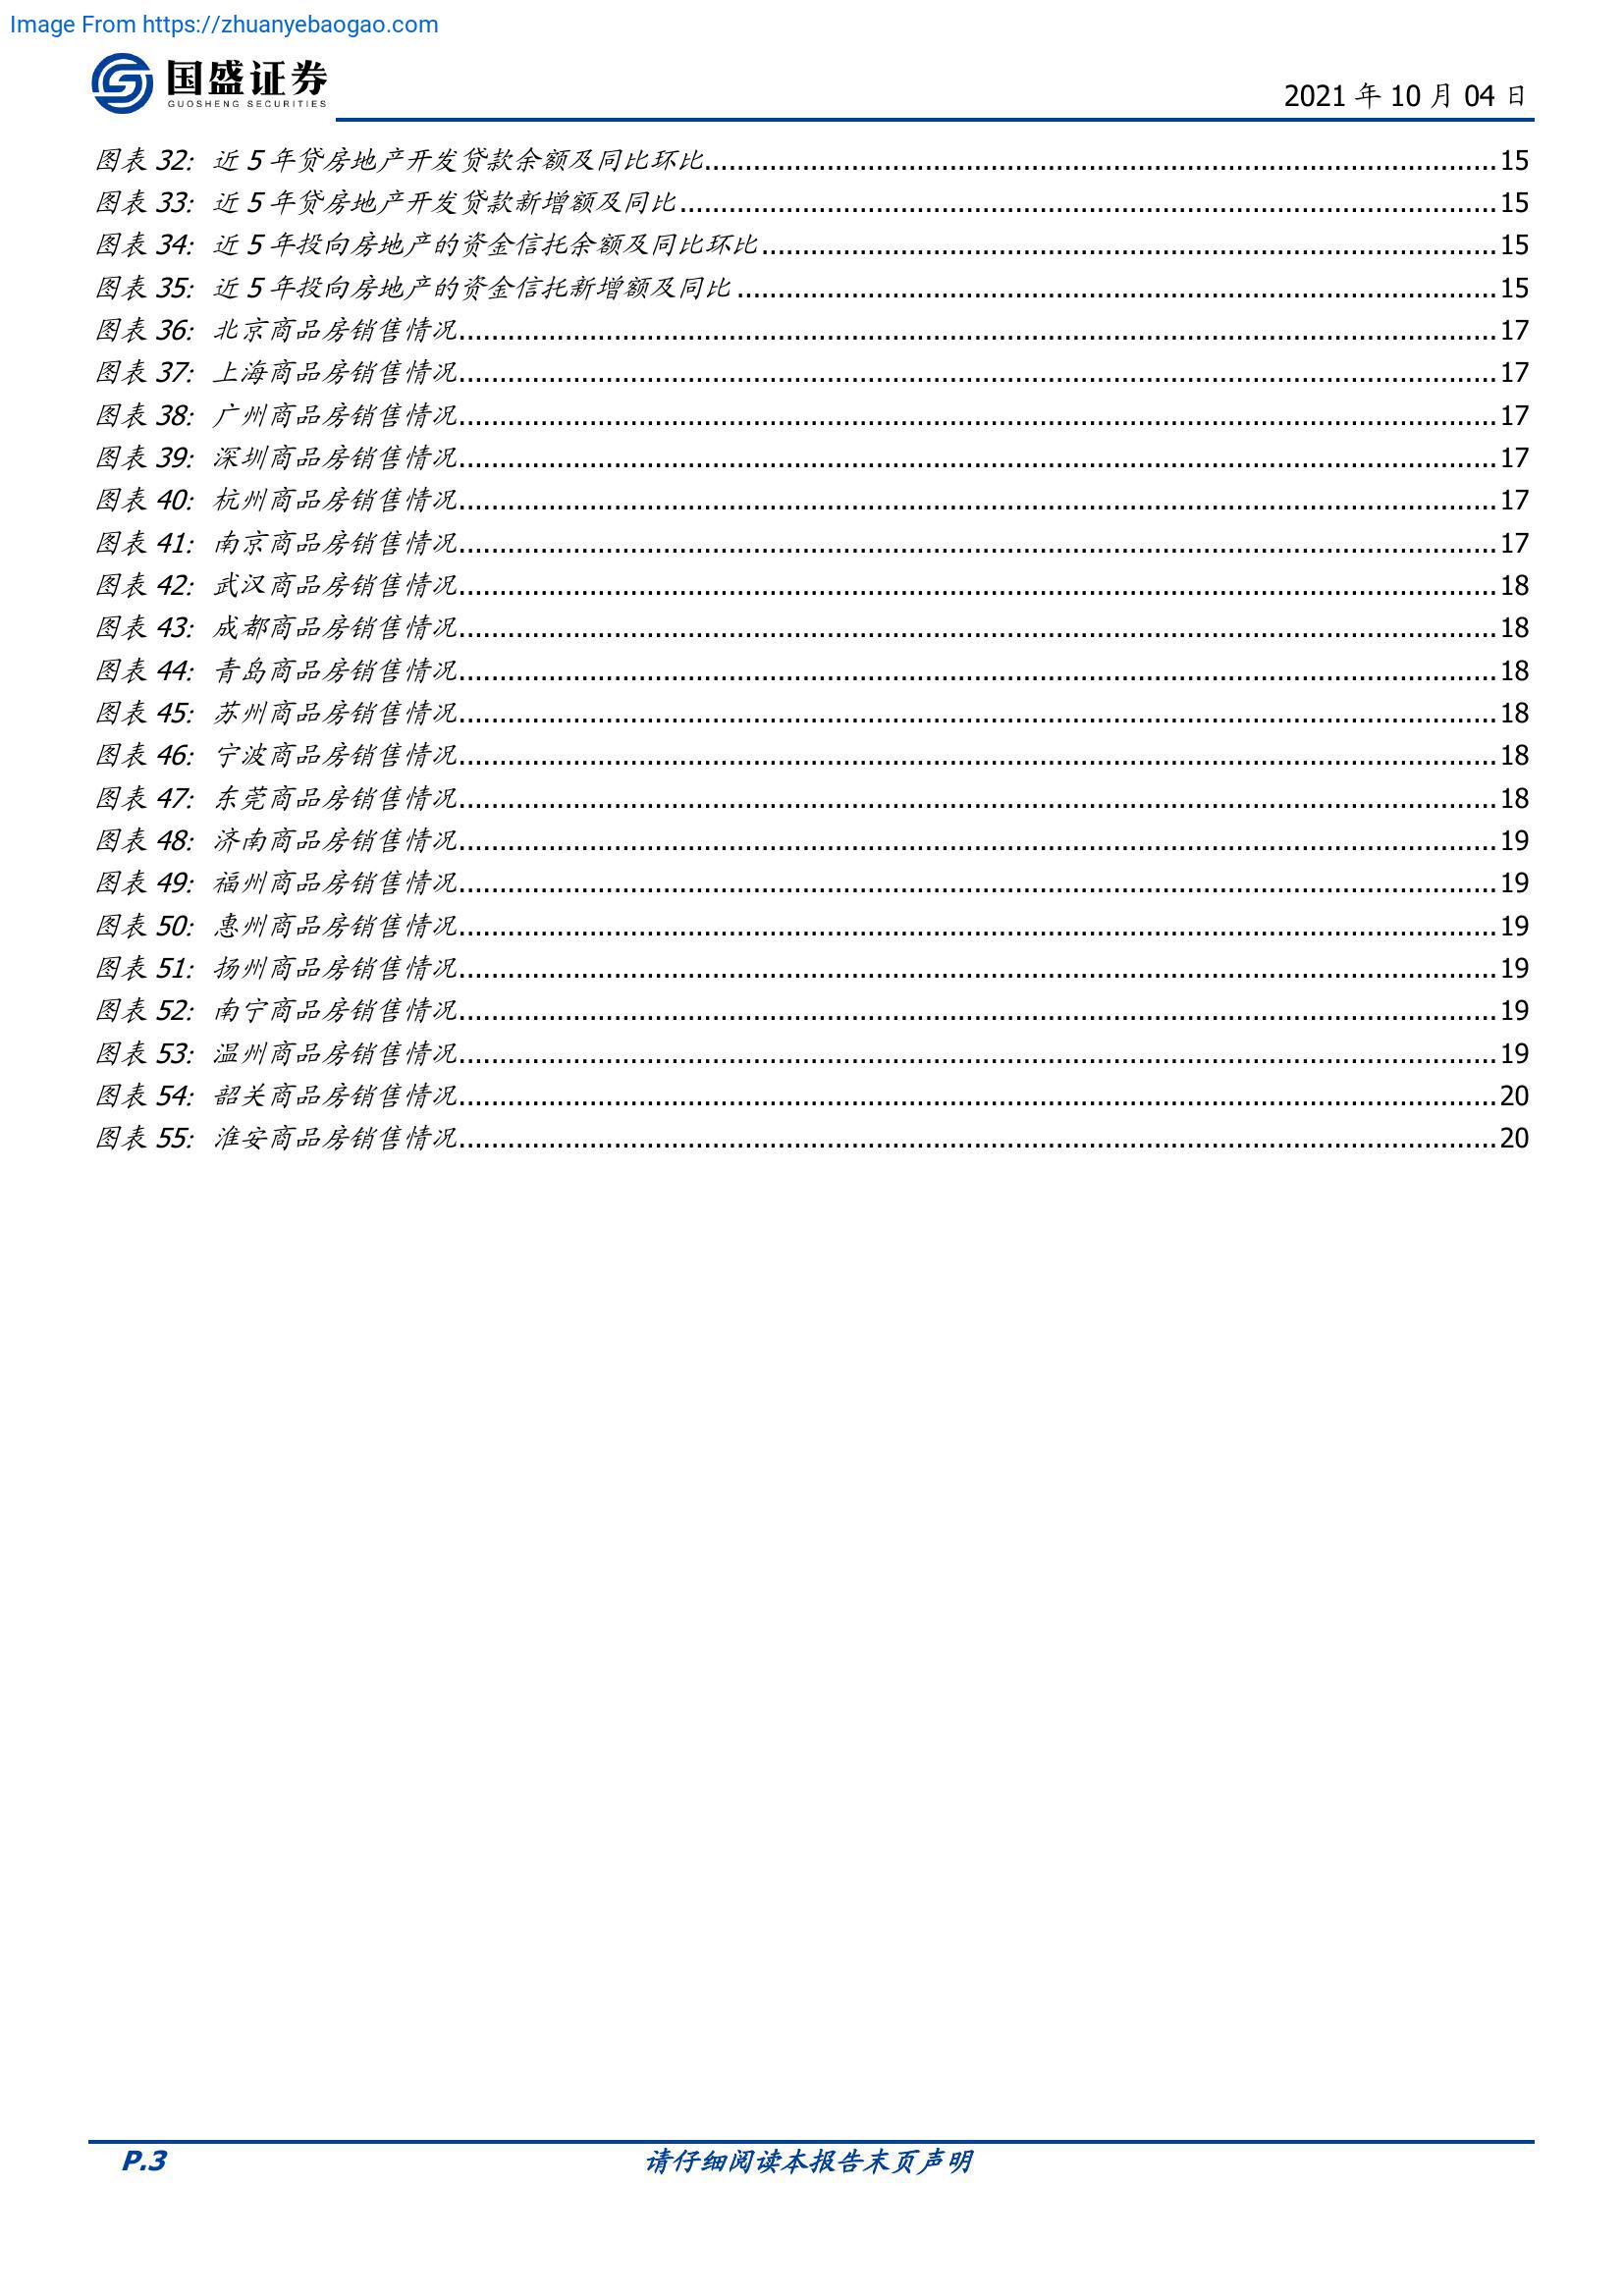 Image From https://zhuanyebaogao.com
国盛证券
GUOSHENG SECURITIES
2021 年 10 月 04 日
图表 32: 近 5 年贷房地产开发贷款余额及同比环比 15
图表 33: 近 5 年贷房地产开发贷款新增额及同比 15
图表 34: 近 5 年投向房地产的资金信托余额及同比环比 15
图表 35: 近 5 年投向房地产的资金信托新增额及同比 15
图表 36: 北京商品房销售情况 17
图表 37: 上海商品房销售情况 17
图表 38: 广州商品房销售情况 17
图表 39: 深圳商品房销售情况 17
图表 40: 杭州商品房销售情况 17
图表 41: 南京商品房销售情况 17
图表 42: 武汉商品房销售情况 18
图表 43: 成都商品房销售情况 18
图表 44: 青岛商品房销售情况 18
图表 45: 苏州商品房销售情况 18
图表 46: 宁波商品房销售情况 18
图表 47: 东莞商品房销售情况 18
图表 48: 济南商品房销售情况 19
图表 49: 福州商品房销售情况 19
图表 50: 惠州商品房销售情况 19
图表 51: 扬州商品房销售情况 19
图表 52: 南宁商品房销售情况 19
图表 53: 温州商品房销售情况 19
图表 54: 韶关商品房销售情况 20
图表 55: 淮安商品房销售情况 20
P.3
请仔细阅读本报告末页声明